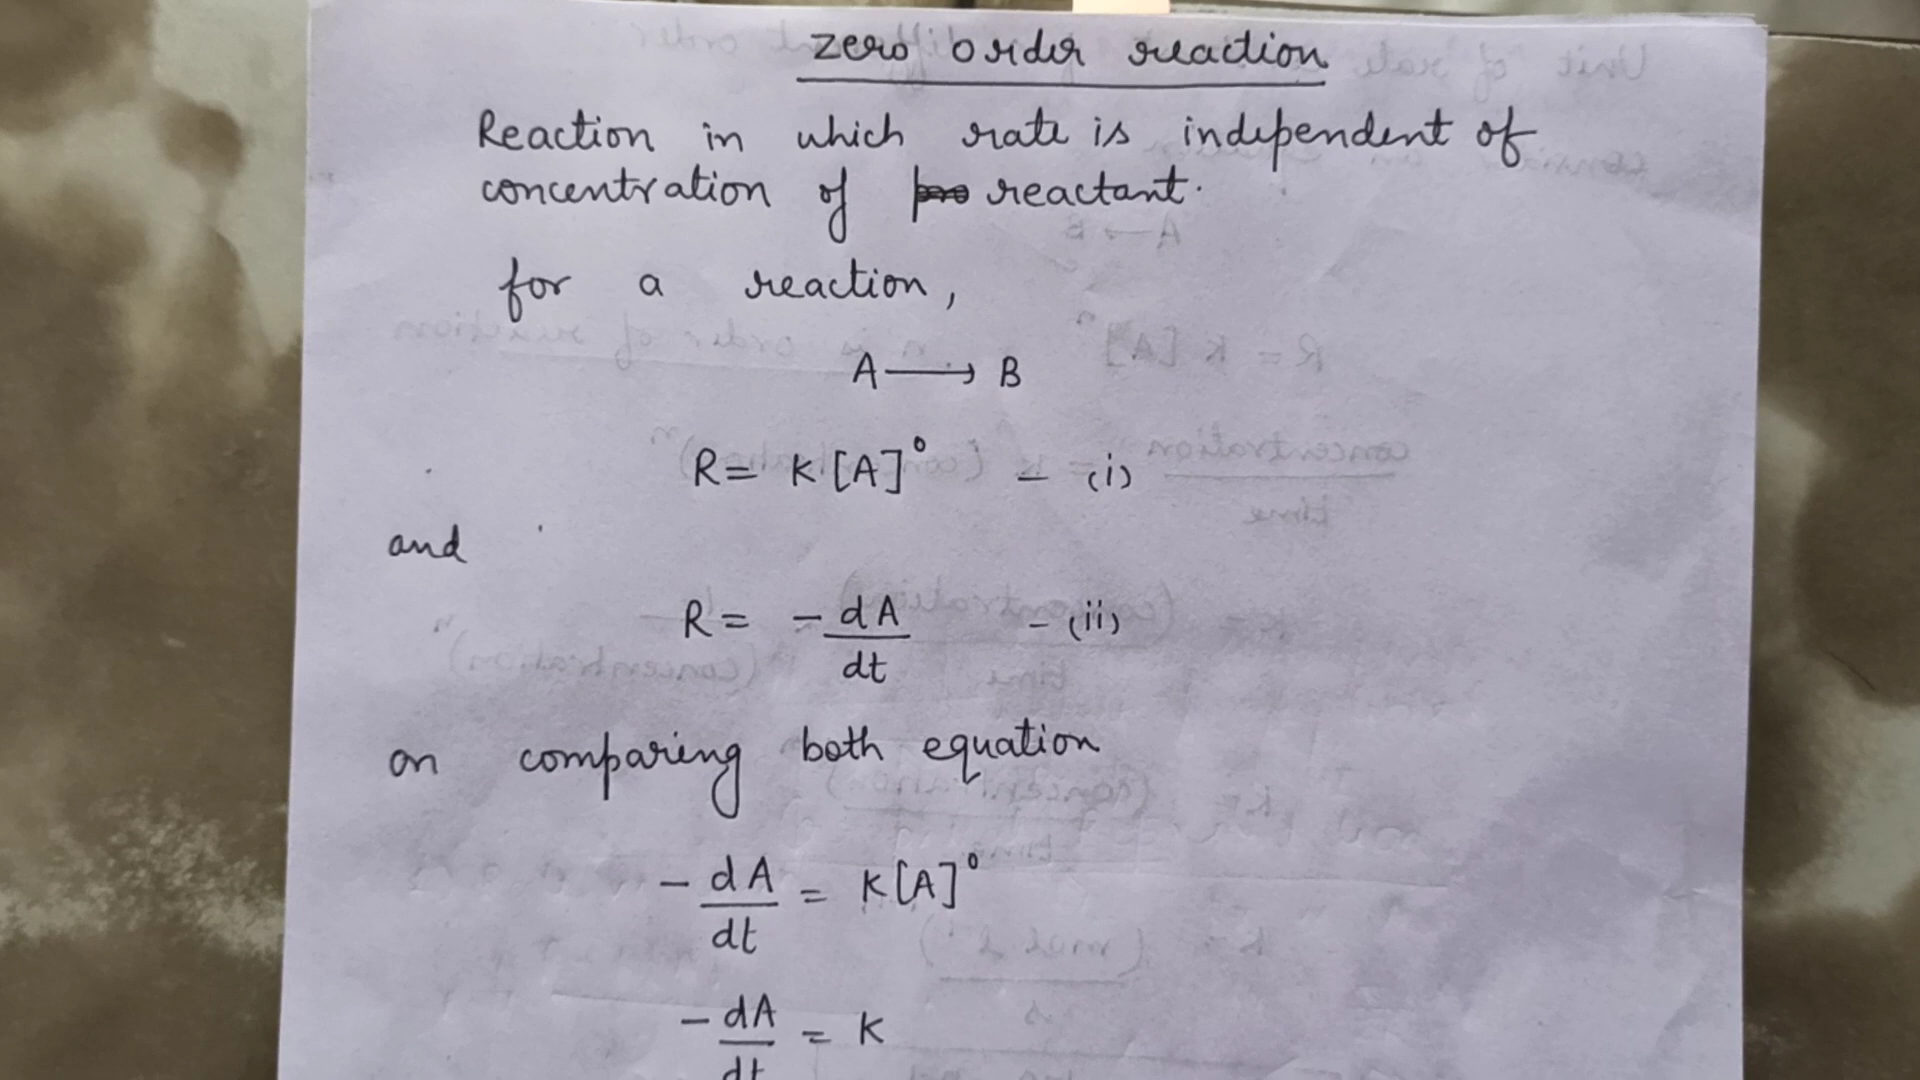 zero order reaction
Reaction in which rate is independent of
concentration of reactant.
for a reaction,
A → B
R = K [A]° - (i)
and
R = - dA/dt - (ii)
on comparing both equation
- dA/dt = K[A]°
- dA/dt = K